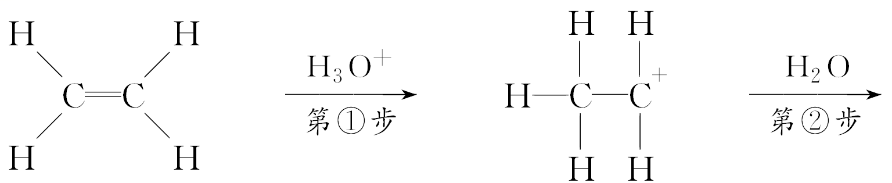 H H H H
C=C H₃O⁺ 第①步 H—C—C⁺ H₂O 第②步
H H H H